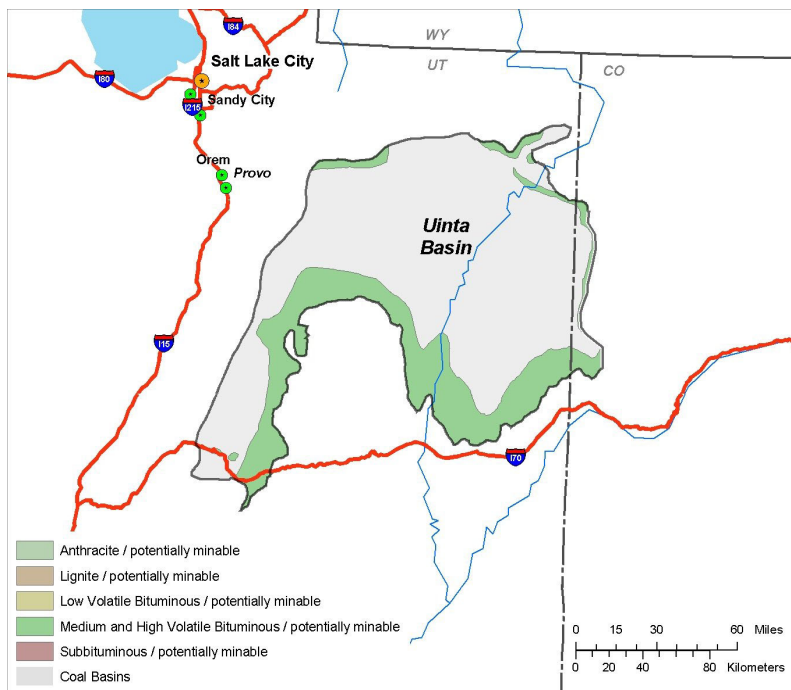 I84
WY
UT
CO
Salt Lake City
I80
Sandy City
I215
Orem
Provo
Uinta
Basin
I15
I70
Anthracite / potentially minable
Lignite / potentially minable
Low Volatile Bituminous / potentially minable
Medium and High Volatile Bituminous / potentially minable
Subbituminous / potentially minable
Coal Basins
0 15 30 60 Miles
0 20 40 80 Kilometers